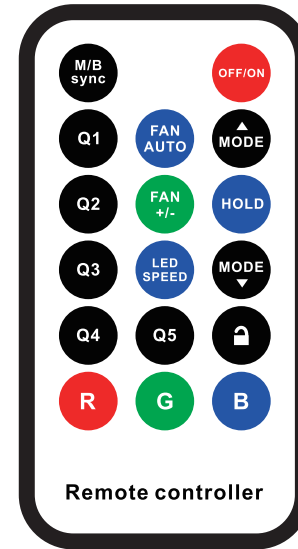 M/B
sync
OFF/ON
Q1
FAN
AUTO
MODE
Q2
FAN
+/-
HOLD
Q3
LED
SPEED
MODE
Q4
Q5
R
G
B
Remote controller